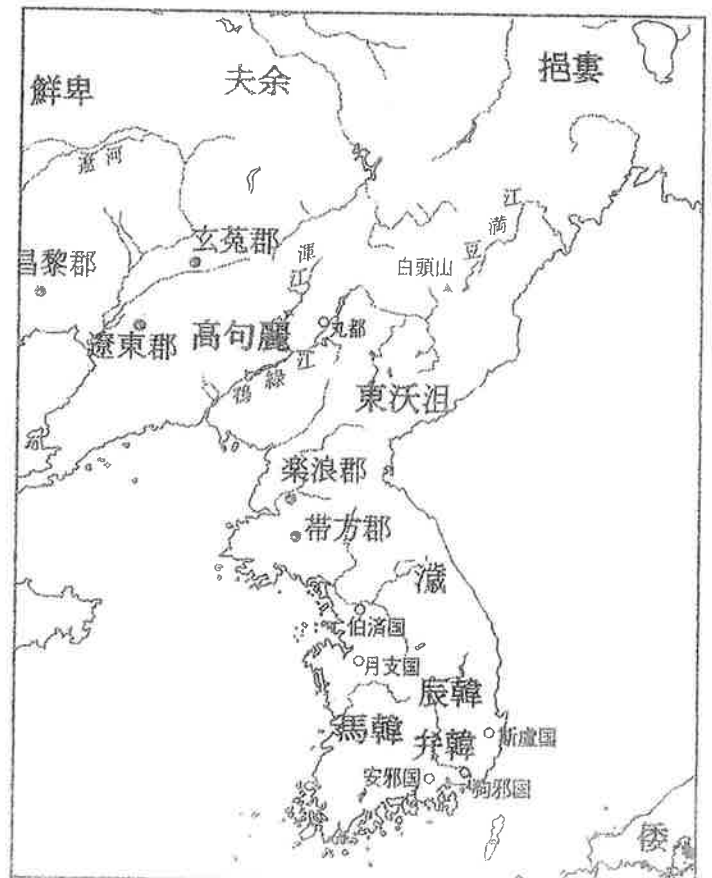 鮮卑
夫余
挹婁
河
江
満
豆
玄菟郡
昌黎郡
渾
江
白頭山
遼東郡
高句麗
丸都
鴨
緑
江
東沃沮
楽浪郡
帯方郡
濊
伯済国
月支国
辰韓
馬韓
弁韓
斯盧国
安邪国
狗邪国
倭